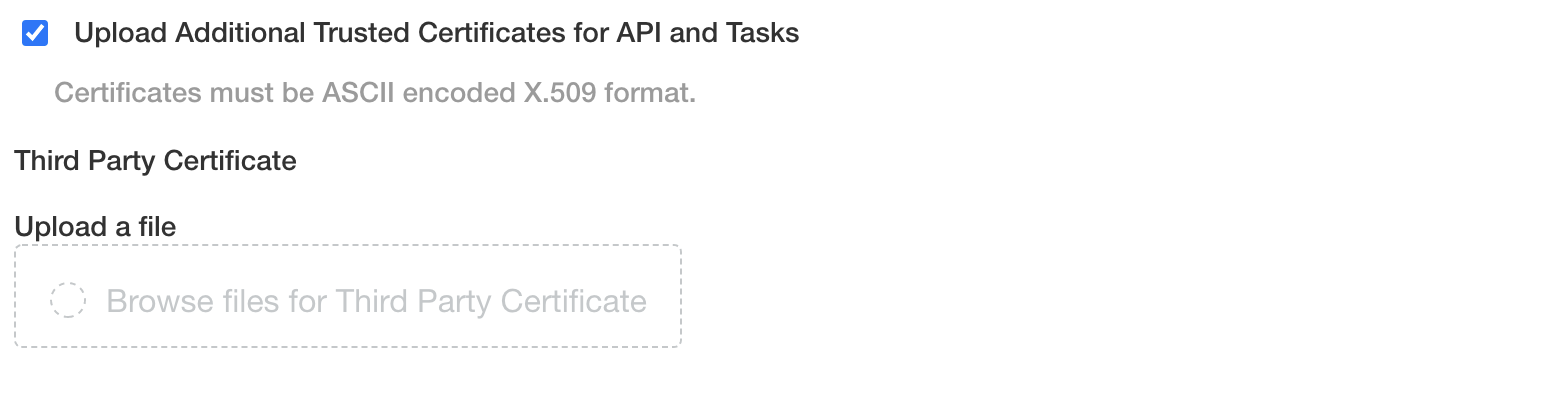 Upload Additional Trusted Certificates for API and Tasks
Certificates must be ASCII encoded X.509 format.
Third Party Certificate
Upload a file
Browse files for Third Party Certificate